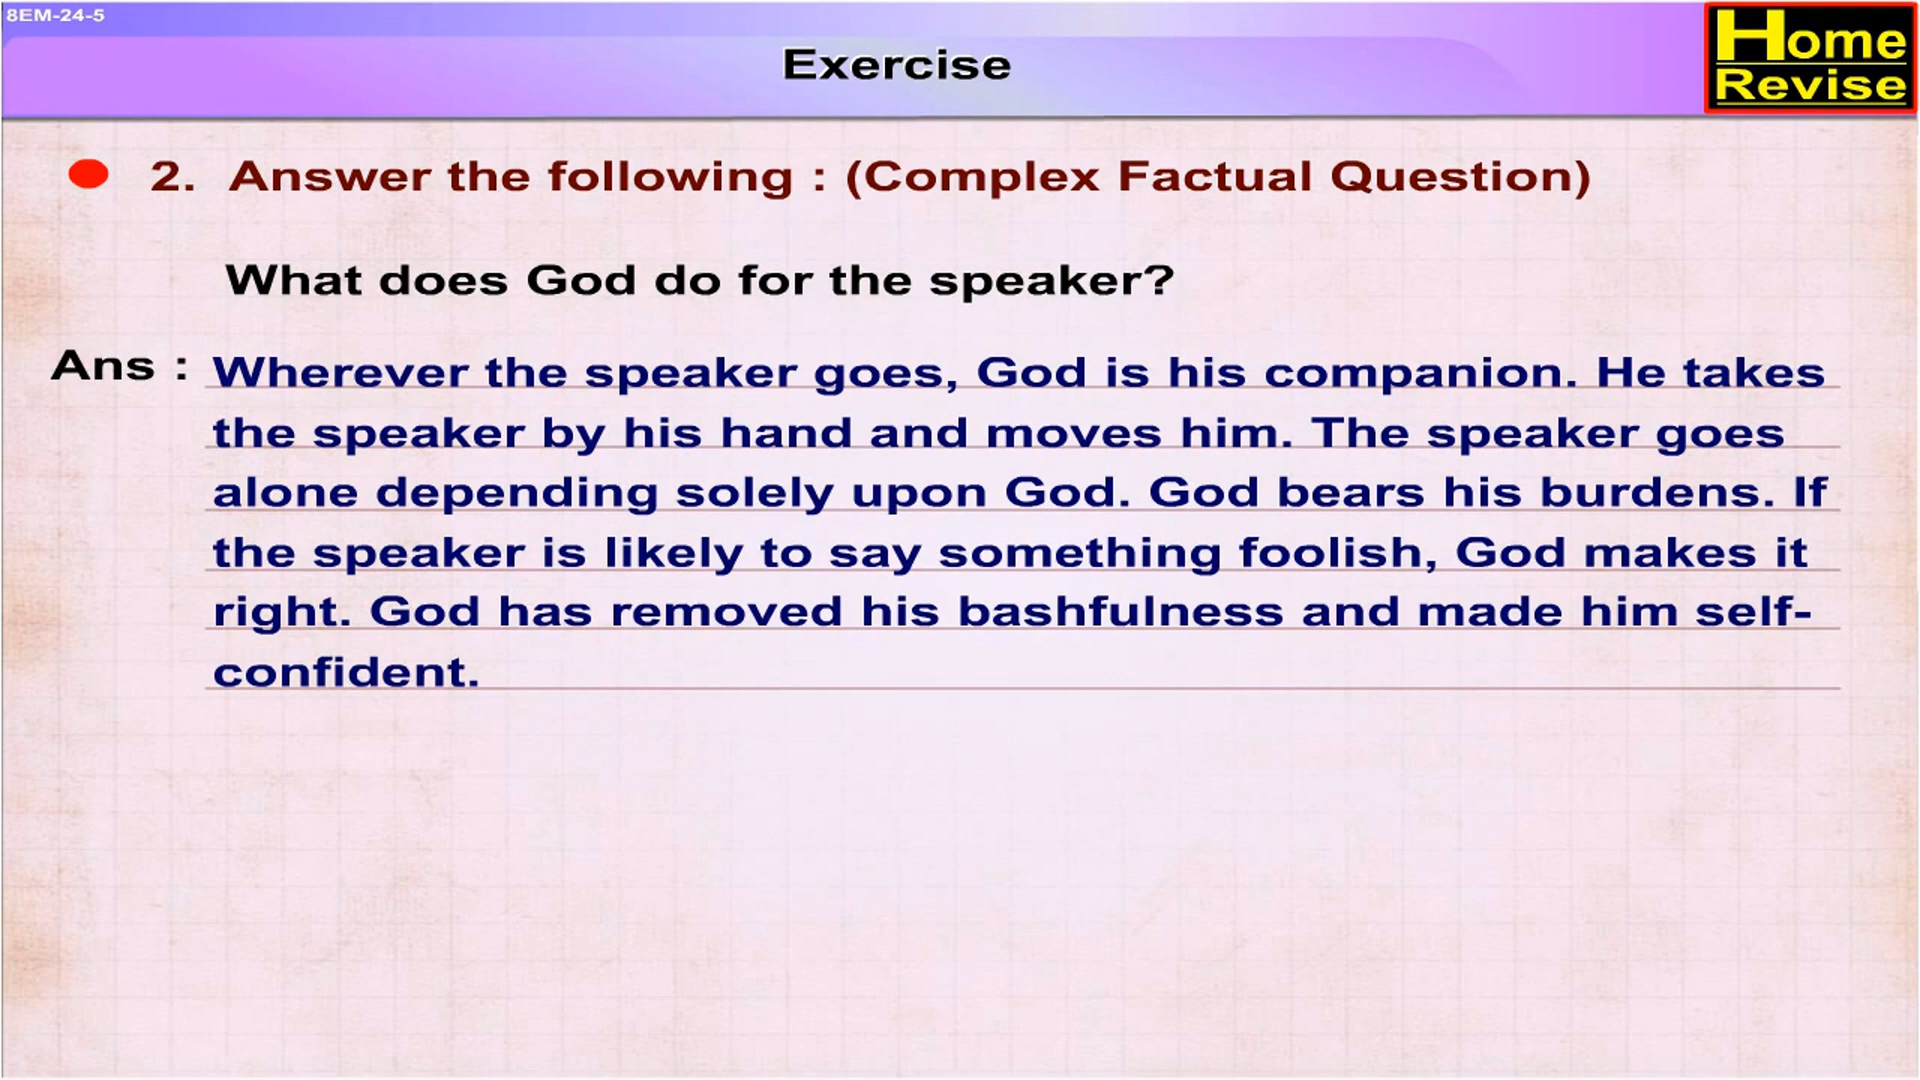 8EM-24-5
Exercise
Home
Revise
2. Answer the following : (Complex Factual Question)
What does God do for the speaker?
Ans : Wherever the speaker goes, God is his companion. He takes
the speaker by his hand and moves him. The speaker goes
alone depending solely upon God. God bears his burdens. If
the speaker is likely to say something foolish, God makes it
right. God has removed his bashfulness and made him self-
confident.